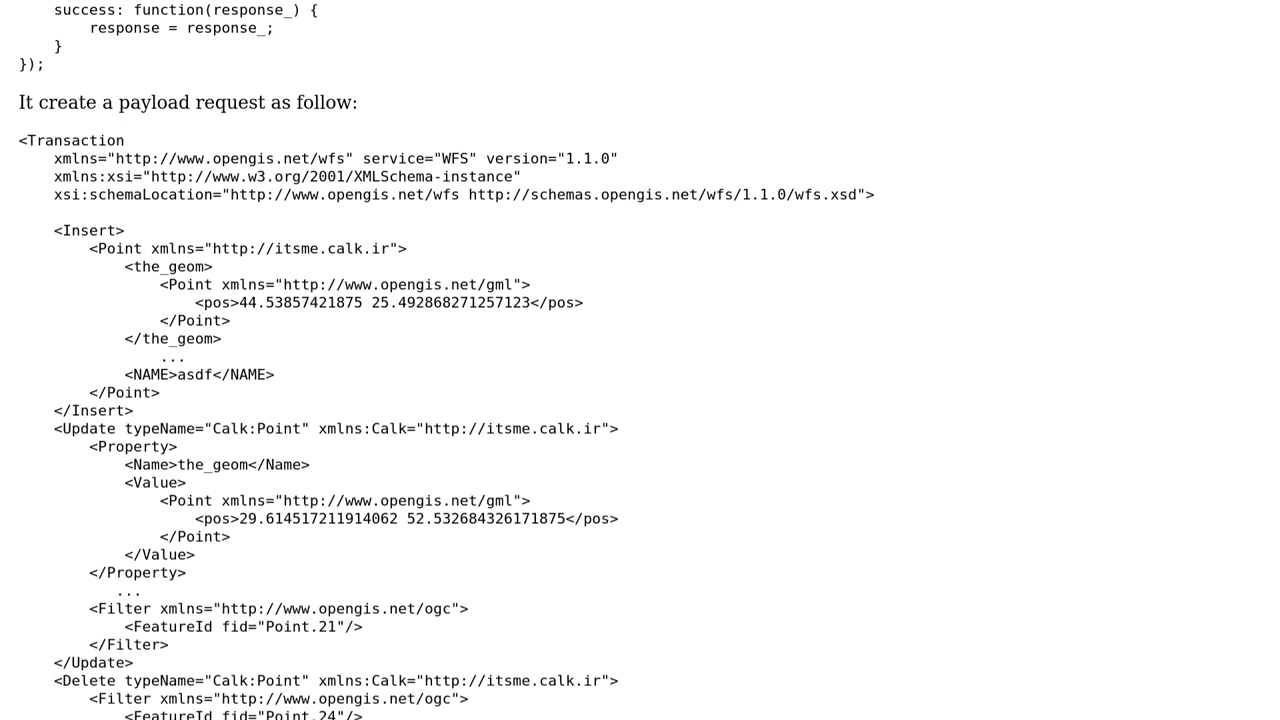 success: function(response_) {
response = response_;
}
});
It create a payload request as follow:
<Transaction
xmlns="http://www.opengis.net/wfs" service="WFS" version="1.1.0"
xmlns:xsi="http://www.w3.org/2001/XMLSchema-instance"
xsi:schemaLocation="http://www.opengis.net/wfs http://schemas.opengis.net/wfs/1.1.0/wfs.xsd">
<Insert>
<Point xmlns="http://itsme.calk.ir">
<the_geom>
<Point xmlns="http://www.opengis.net/gml">
<pos>44.53857421875 25.492868271257123</pos>
</Point>
</the_geom>
...
<NAME>asdf</NAME>
</Point>
</Insert>
<Update typeName="Calk:Point" xmlns:Calk="http://itsme.calk.ir">
<Property>
<Name>the_geom</Name>
<Value>
<Point xmlns="http://www.opengis.net/gml">
<pos>29.614517211914062 52.532684326171875</pos>
</Point>
</Value>
</Property>
...
<Filter xmlns="http://www.opengis.net/ogc">
<FeatureId fid="Point.21"/>
</Filter>
</Update>
<Delete typeName="Calk:Point" xmlns:Calk="http://itsme.calk.ir">
<Filter xmlns="http://www.opengis.net/ogc">
<FeatureId fid="Point.24"/>